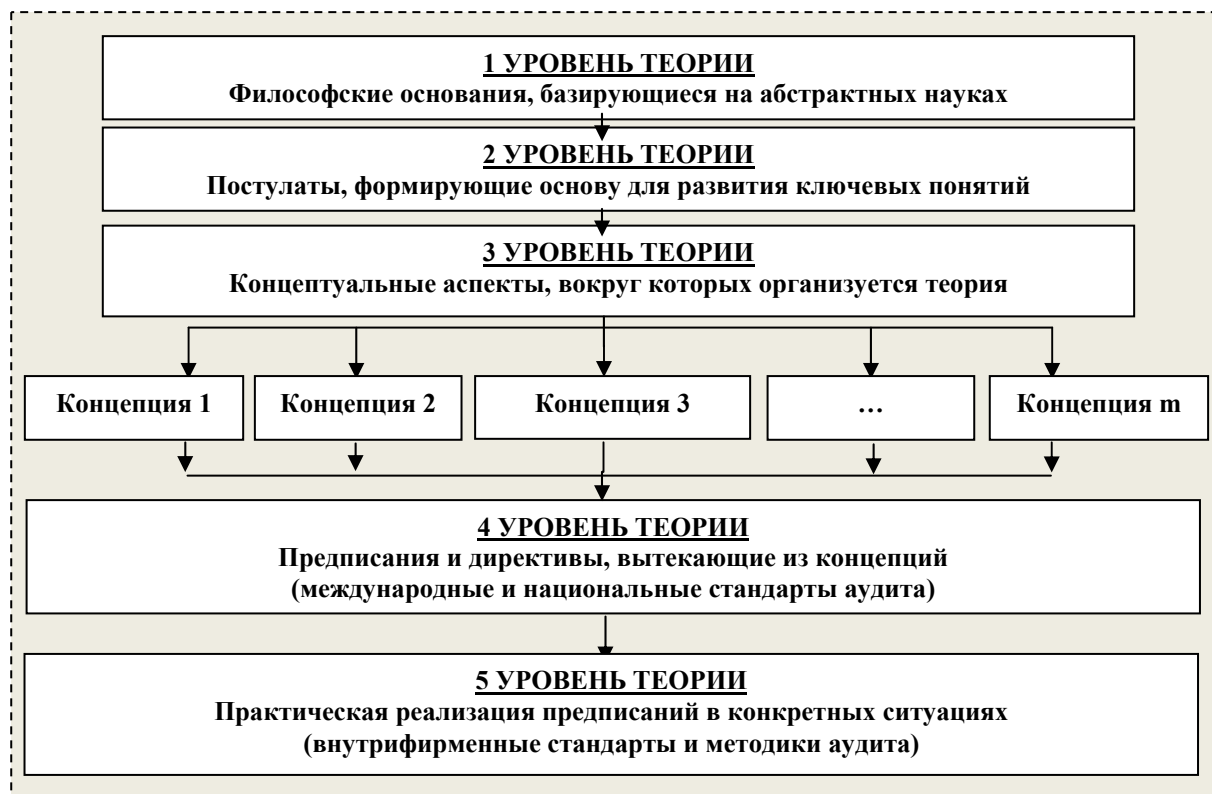 1 УРОВЕНЬ ТЕОРИИ
Философские основания, базирующиеся на абстрактных науках
2 УРОВЕНЬ ТЕОРИИ
Постулаты, формирующие основу для развития ключевых понятий
3 УРОВЕНЬ ТЕОРИИ
Концептуальные аспекты, вокруг которых организуется теория
Концепция 1
Концепция 2
Концепция 3
…
Концепция m
4 УРОВЕНЬ ТЕОРИИ
Предписания и директивы, вытекающие из концепций
(международные и национальные стандарты аудита)
5 УРОВЕНЬ ТЕОРИИ
Практическая реализация предписаний в конкретных ситуациях
(внутрифирменные стандарты и методики аудита)